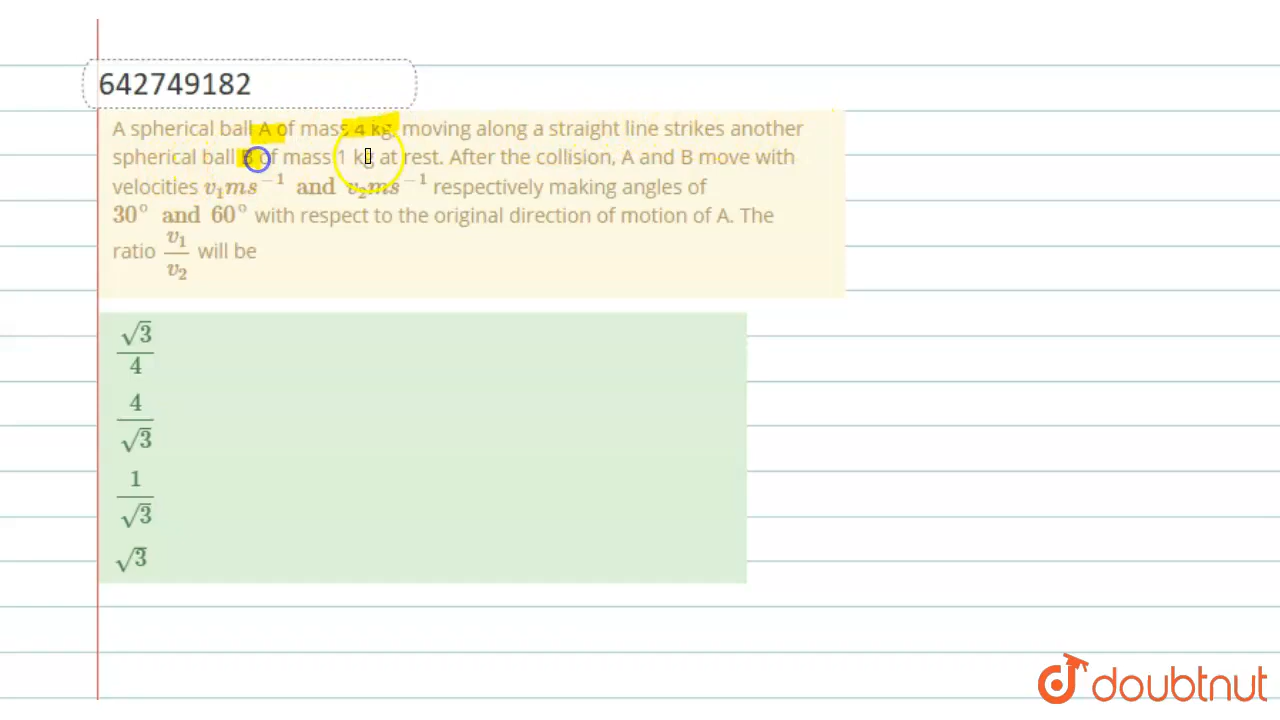 642749182
A spherical ball A of mass 4 kg, moving along a straight line strikes another
spherical ball B of mass 1 kg at rest. After the collision, A and B move with
velocities v₁ms⁻¹ and v₂ms⁻¹ respectively making angles of
30° and 60° with respect to the original direction of motion of A. The
ratio v₁/v₂ will be
√3/4
4/√3
1/√3
√3
doubtnut